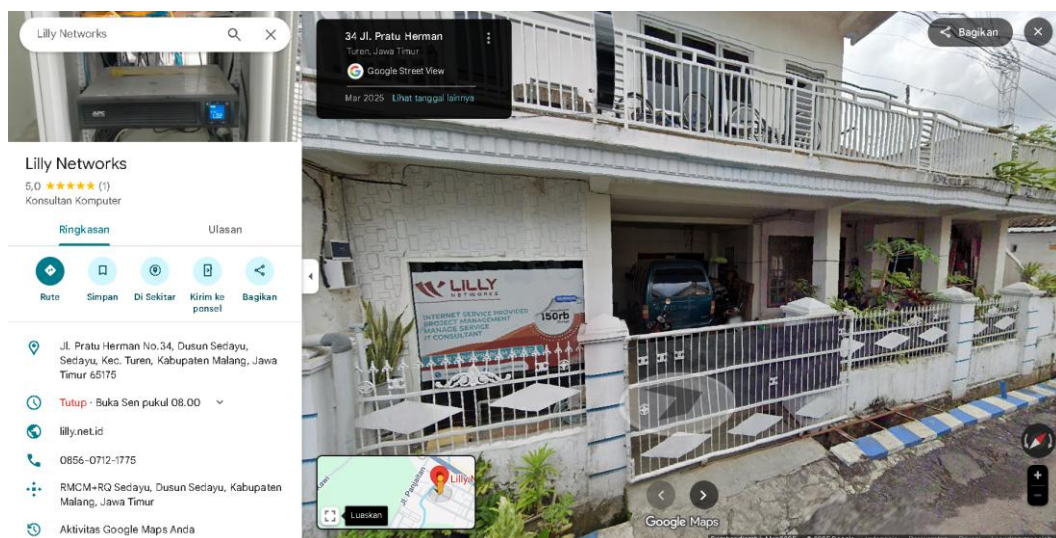 Lilly Networks
APC
Lilly Networks
5,0 (1)
Konsultan Komputer
Ringkasan
Ulasan
Rute
Simpan
Di Sekitar
Kirim ke
ponsel
Bagikan
Jl. Pratu Herman No.34, Dusun Sedayu,
Sedayu, Kec. Turen, Kabupaten Malang, Jawa
Timur 65175
Tutup · Buka Sen pukul 08.00
lilly.net.id
0856-0712-1775
RMCM+RQ Sedayu, Dusun Sedayu, Kabupaten
Malang, Jawa Timur
Aktivitas Google Maps Anda
34 Jl. Pratu Herman
Turen, Jawa Timur
Google Street View
Mar 2025 Lihat tanggal lainnya
Bagikan
LILLY
NETWORKS
INTERNET SERVICE PROVIDER
PROJECT MANAGEMENT
MANAGE SERVICE
IT CONSULTANT
150rb
Jl. Panjaitan
Lilly
Luaskan
Google Maps